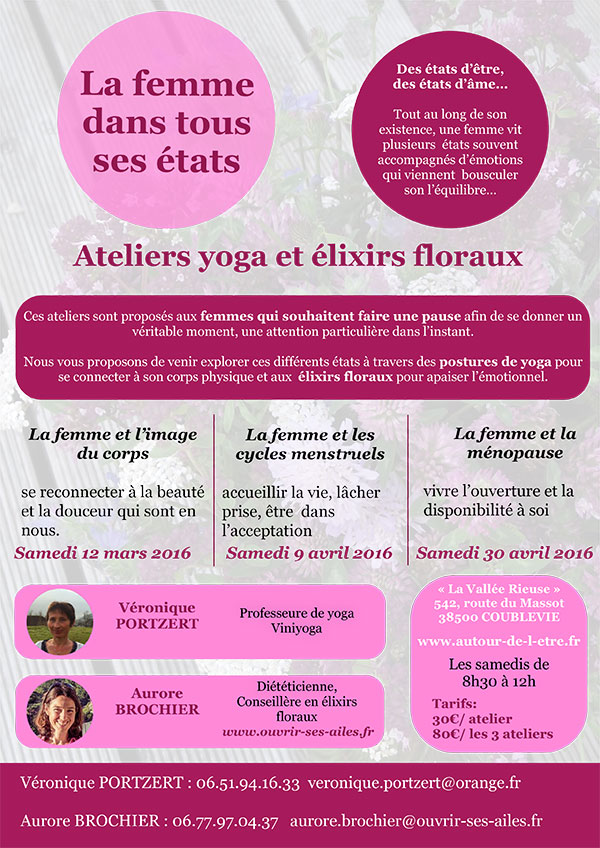 La femme
dans tous
ses états
Des états d'être,
des états d'âme...
Tout au long de son
existence, une femme vit
plusieurs états souvent
accompagnés d'émotions
qui viennent bousculer
son l'équilibre...
Ateliers yoga et élixirs floraux
Ces ateliers sont proposés aux femmes qui souhaitent faire une pause afin de se donner un
véritable moment, une attention particulière dans l'instant.
Nous vous proposons de venir explorer ces différents états à travers des postures de yoga pour
se connecter à son corps physique et aux élixirs floraux pour apaiser l'émotionnel.
La femme et l'image
du corps
se reconnecter à la beauté
et la douceur qui sont en
nous.
Samedi 12 mars 2016
La femme et les
cycles menstruels
accueillir la vie, lâcher
prise, être dans
l'acceptation
Samedi 9 avril 2016
La femme et la
ménopause
vivre l'ouverture et la
disponibilité à soi
Samedi 30 avril 2016
Véronique
PORTZERT
Professeure de yoga
Viniyoga
Aurore
BROCHIER
Diététicienne,
Conseillère en élixirs
floraux
www.ouvrir-ses-ailes.fr
« La Vallée Rieuse »
542, route du Massot
38500 COUBLEVIE
www.autour-de-l-etre.fr
Les samedis de
8h30 à 12h
Tarifs:
30€/ atelier
80€/ les 3 ateliers
Véronique PORTZERT : 06.51.94.16.33 veronique.portzert@orange.fr
Aurore BROCHIER : 06.77.97.04.37 aurore.brochier@ouvrir-ses-ailes.fr